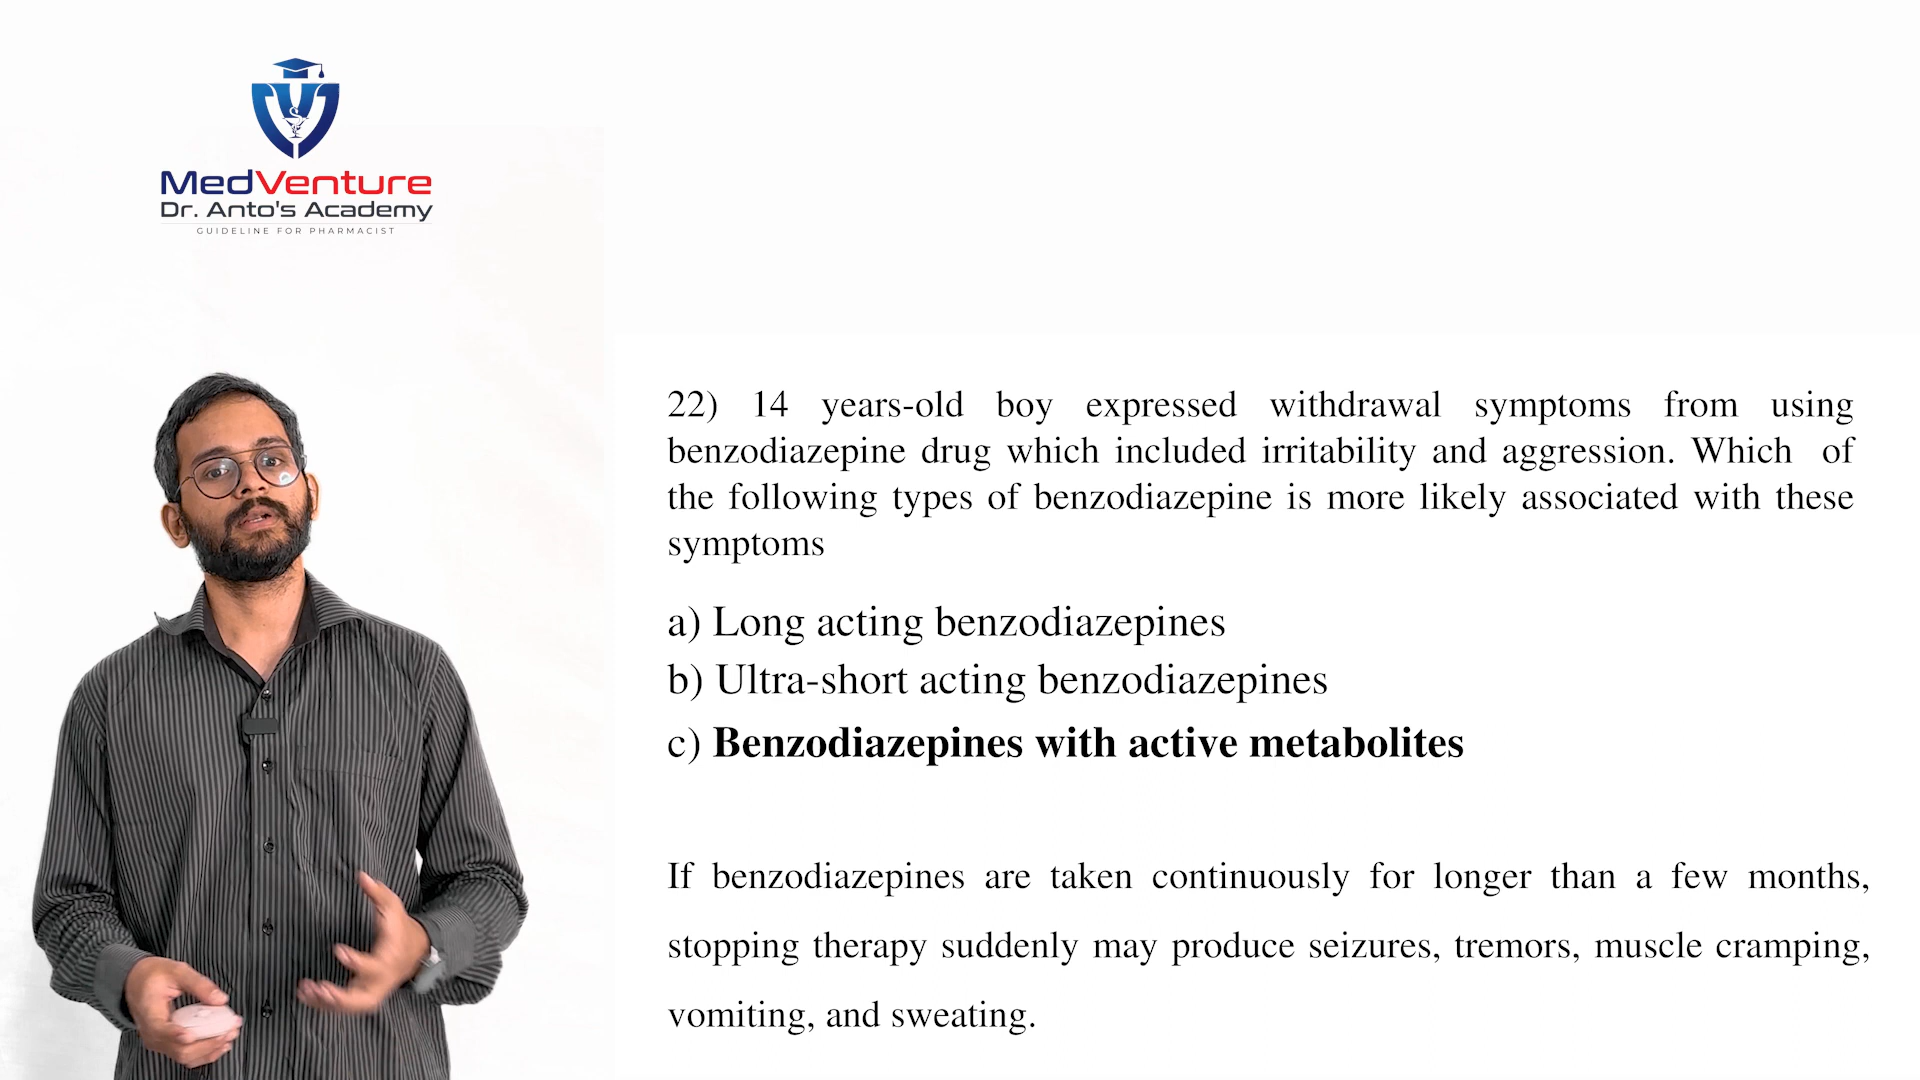 MedVenture
Dr. Anto's Academy
GUIDELINE FOR PHARMACIST
22) 14 years-old boy expressed withdrawal symptoms from using
benzodiazepine drug which included irritability and aggression. Which of
the following types of benzodiazepine is more likely associated with these
symptoms
a) Long acting benzodiazepines
b) Ultra-short acting benzodiazepines
c) Benzodiazepines with active metabolites
If benzodiazepines are taken continuously for longer than a few months,
stopping therapy suddenly may produce seizures, tremors, muscle cramping,
vomiting, and sweating.